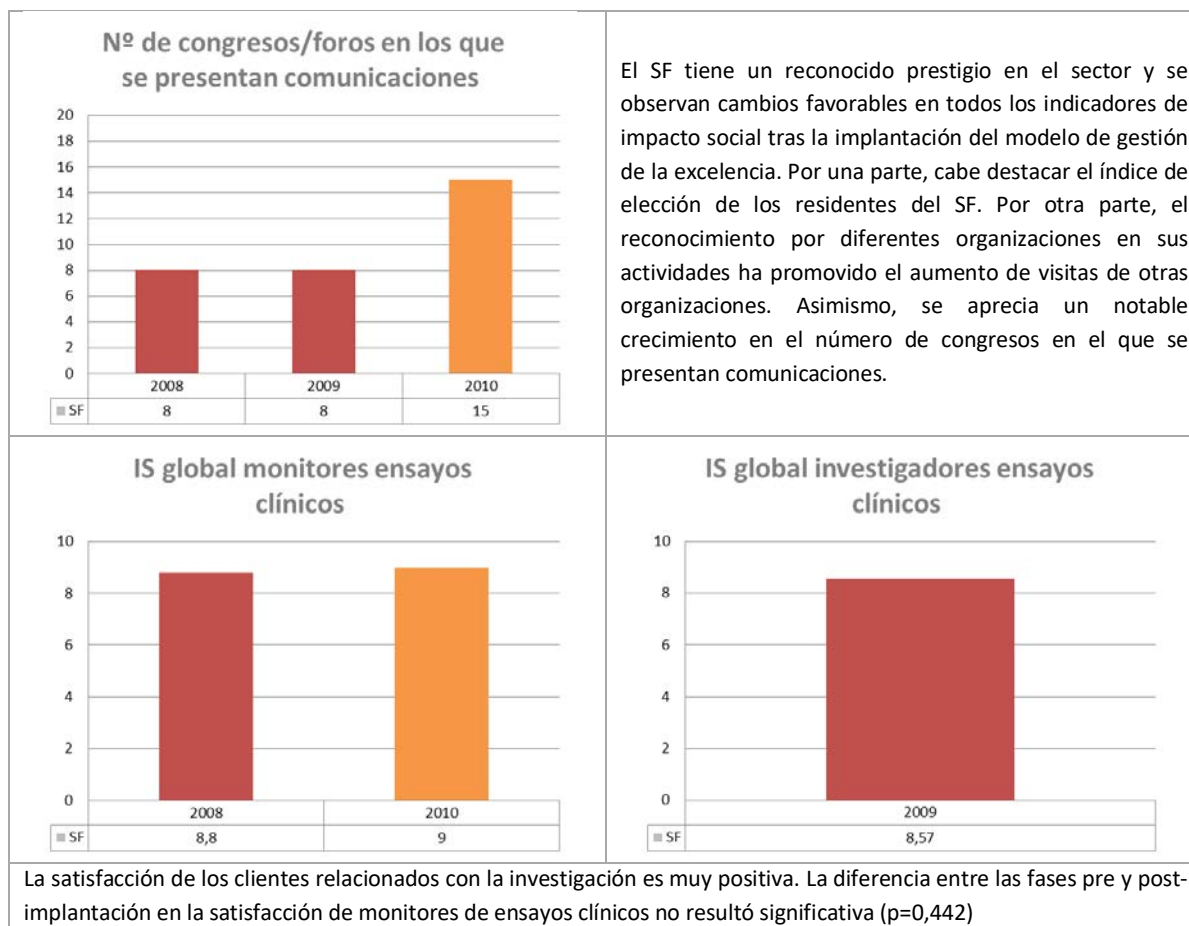 Nº de congresos/foros en los que
se presentan comunicaciones
20
18
16
14
12
10
8
6
4
2
0
2008 2009 2010
SF 8 8 15
El SF tiene un reconocido prestigio en el sector y se
observan cambios favorables en todos los indicadores de
impacto social tras la implantación del modelo de gestión
de la excelencia. Por una parte, cabe destacar el índice de
elección de los residentes del SF. Por otra parte, el
reconocimiento por diferentes organizaciones en sus
actividades ha promovido el aumento de visitas de otras
organizaciones. Asimismo, se aprecia un notable
crecimiento en el número de congresos en el que se
presentan comunicaciones.
IS global monitores ensayos
clínicos
10
8
6
4
2
0
2008 2010
SF 8,8 9
IS global investigadores ensayos
clínicos
10
8
6
4
2
0
2009
SF 8,57
La satisfacción de los clientes relacionados con la investigación es muy positiva. La diferencia entre las fases pre y post-
implantación en la satisfacción de monitores de ensayos clínicos no resultó significativa (p=0,442)